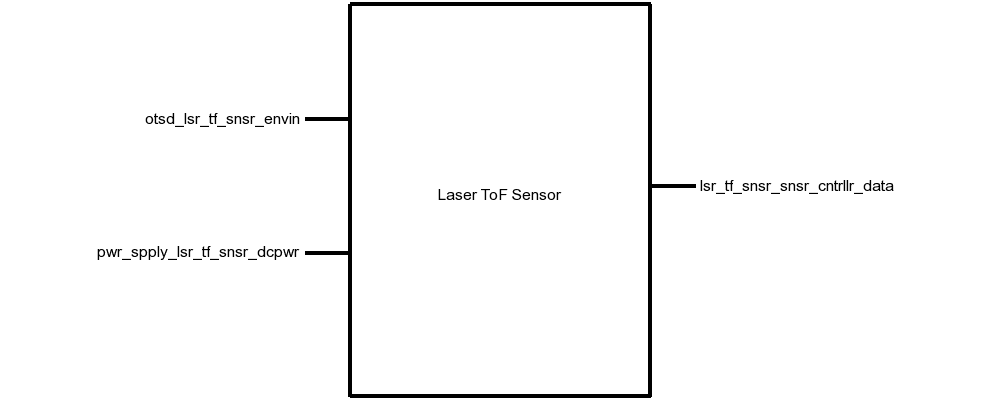 otsd_lsr_tf_snsr_envin
lsr_tf_snsr_snsr_cntrllr_data
Laser ToF Sensor
pwr_spply_lsr_tf_snsr_dcpwr